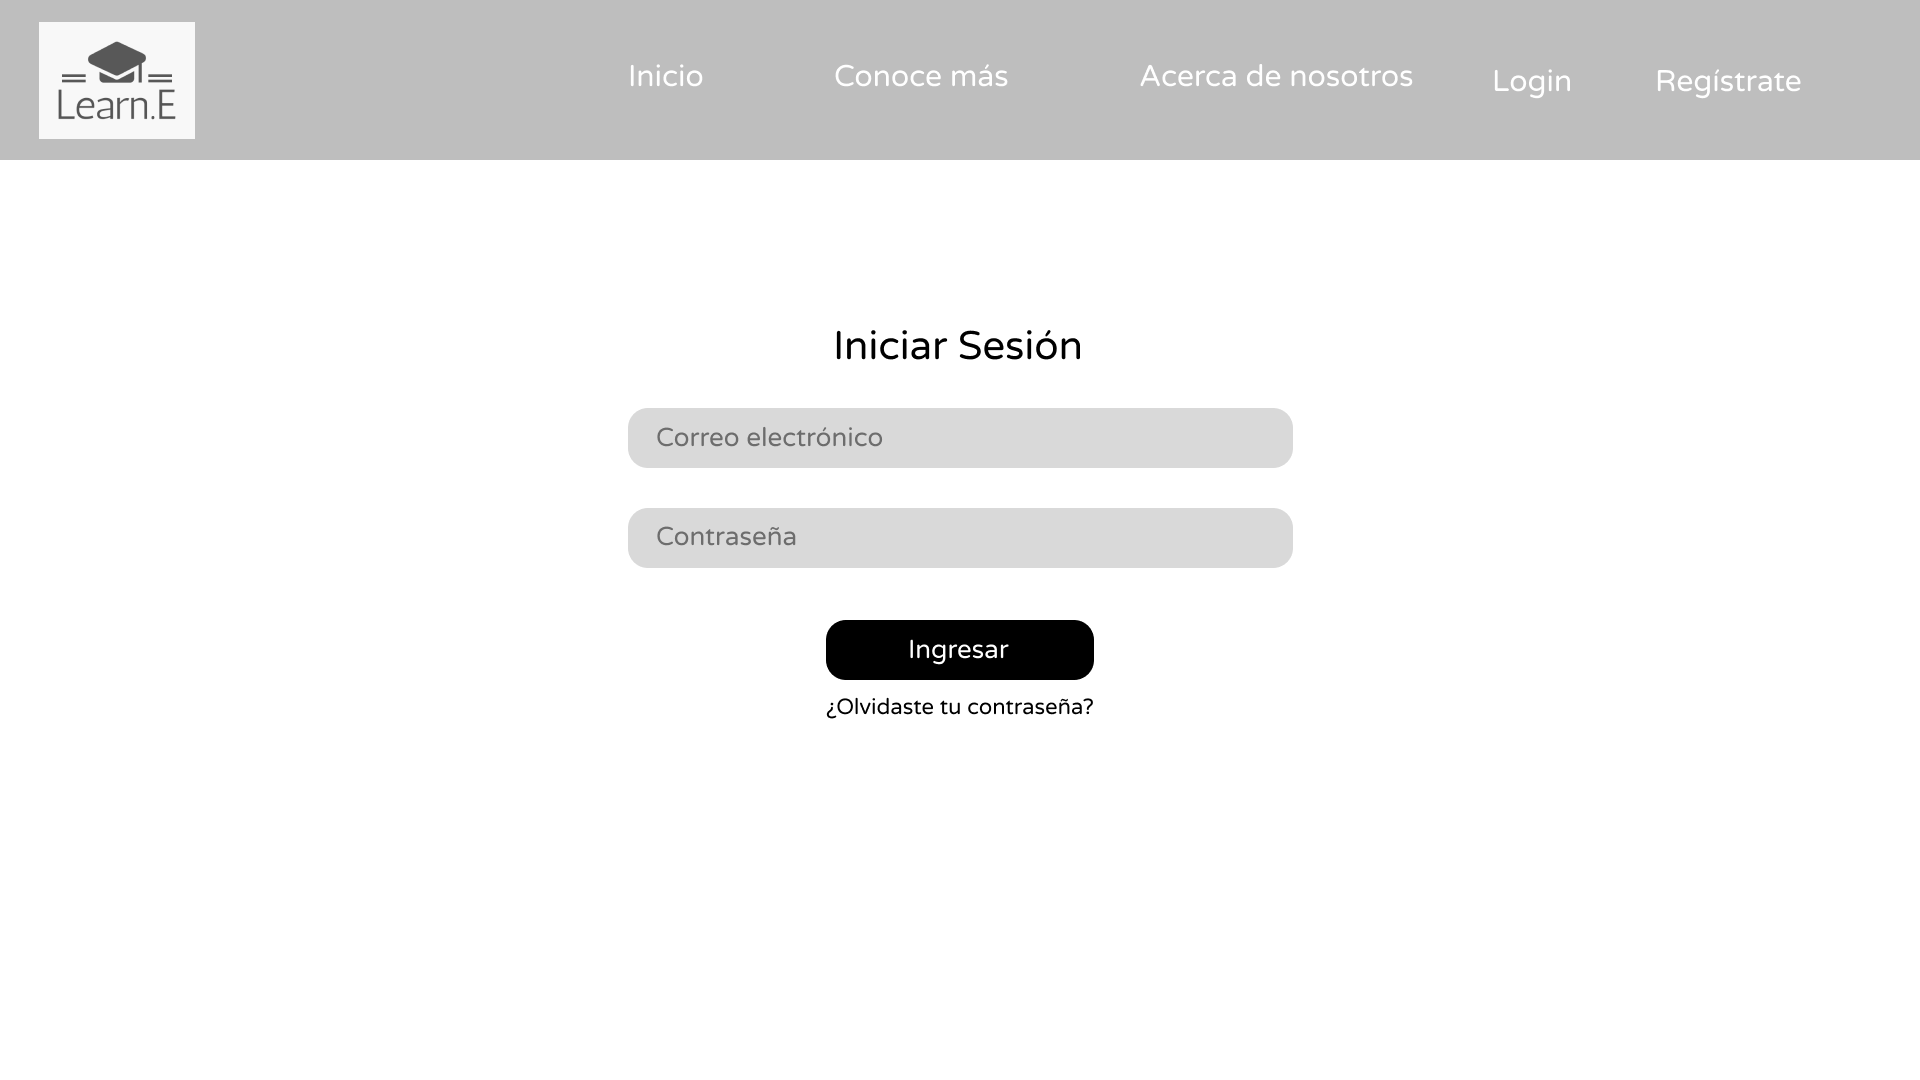 Learn.E
Inicio Conoce más Acerca de nosotros Login Regístrate
Iniciar Sesión
Correo electrónico
Contraseña
Ingresar
¿Olvidaste tu contraseña?